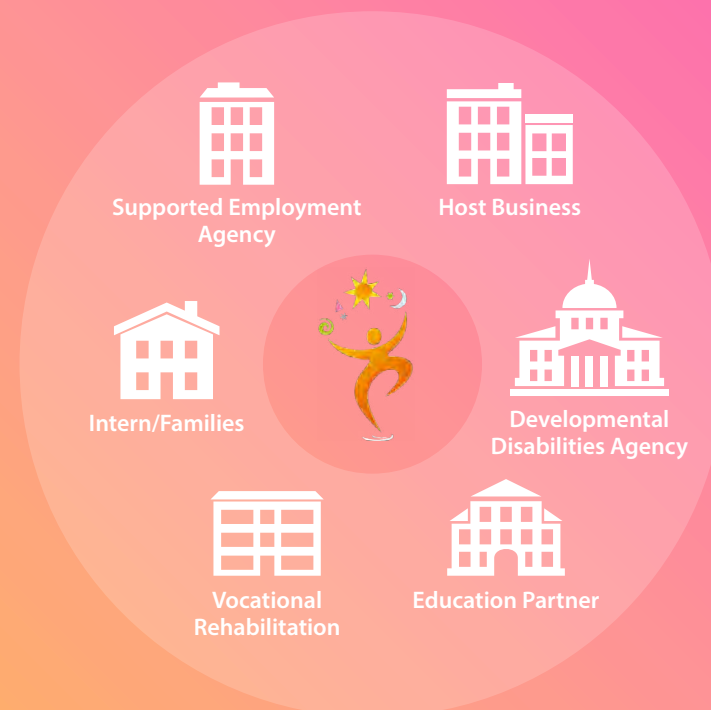 Supported Employment
Agency
Host Business
Intern/Families
Developmental
Disabilities Agency
Vocational
Rehabilitation
Education Partner